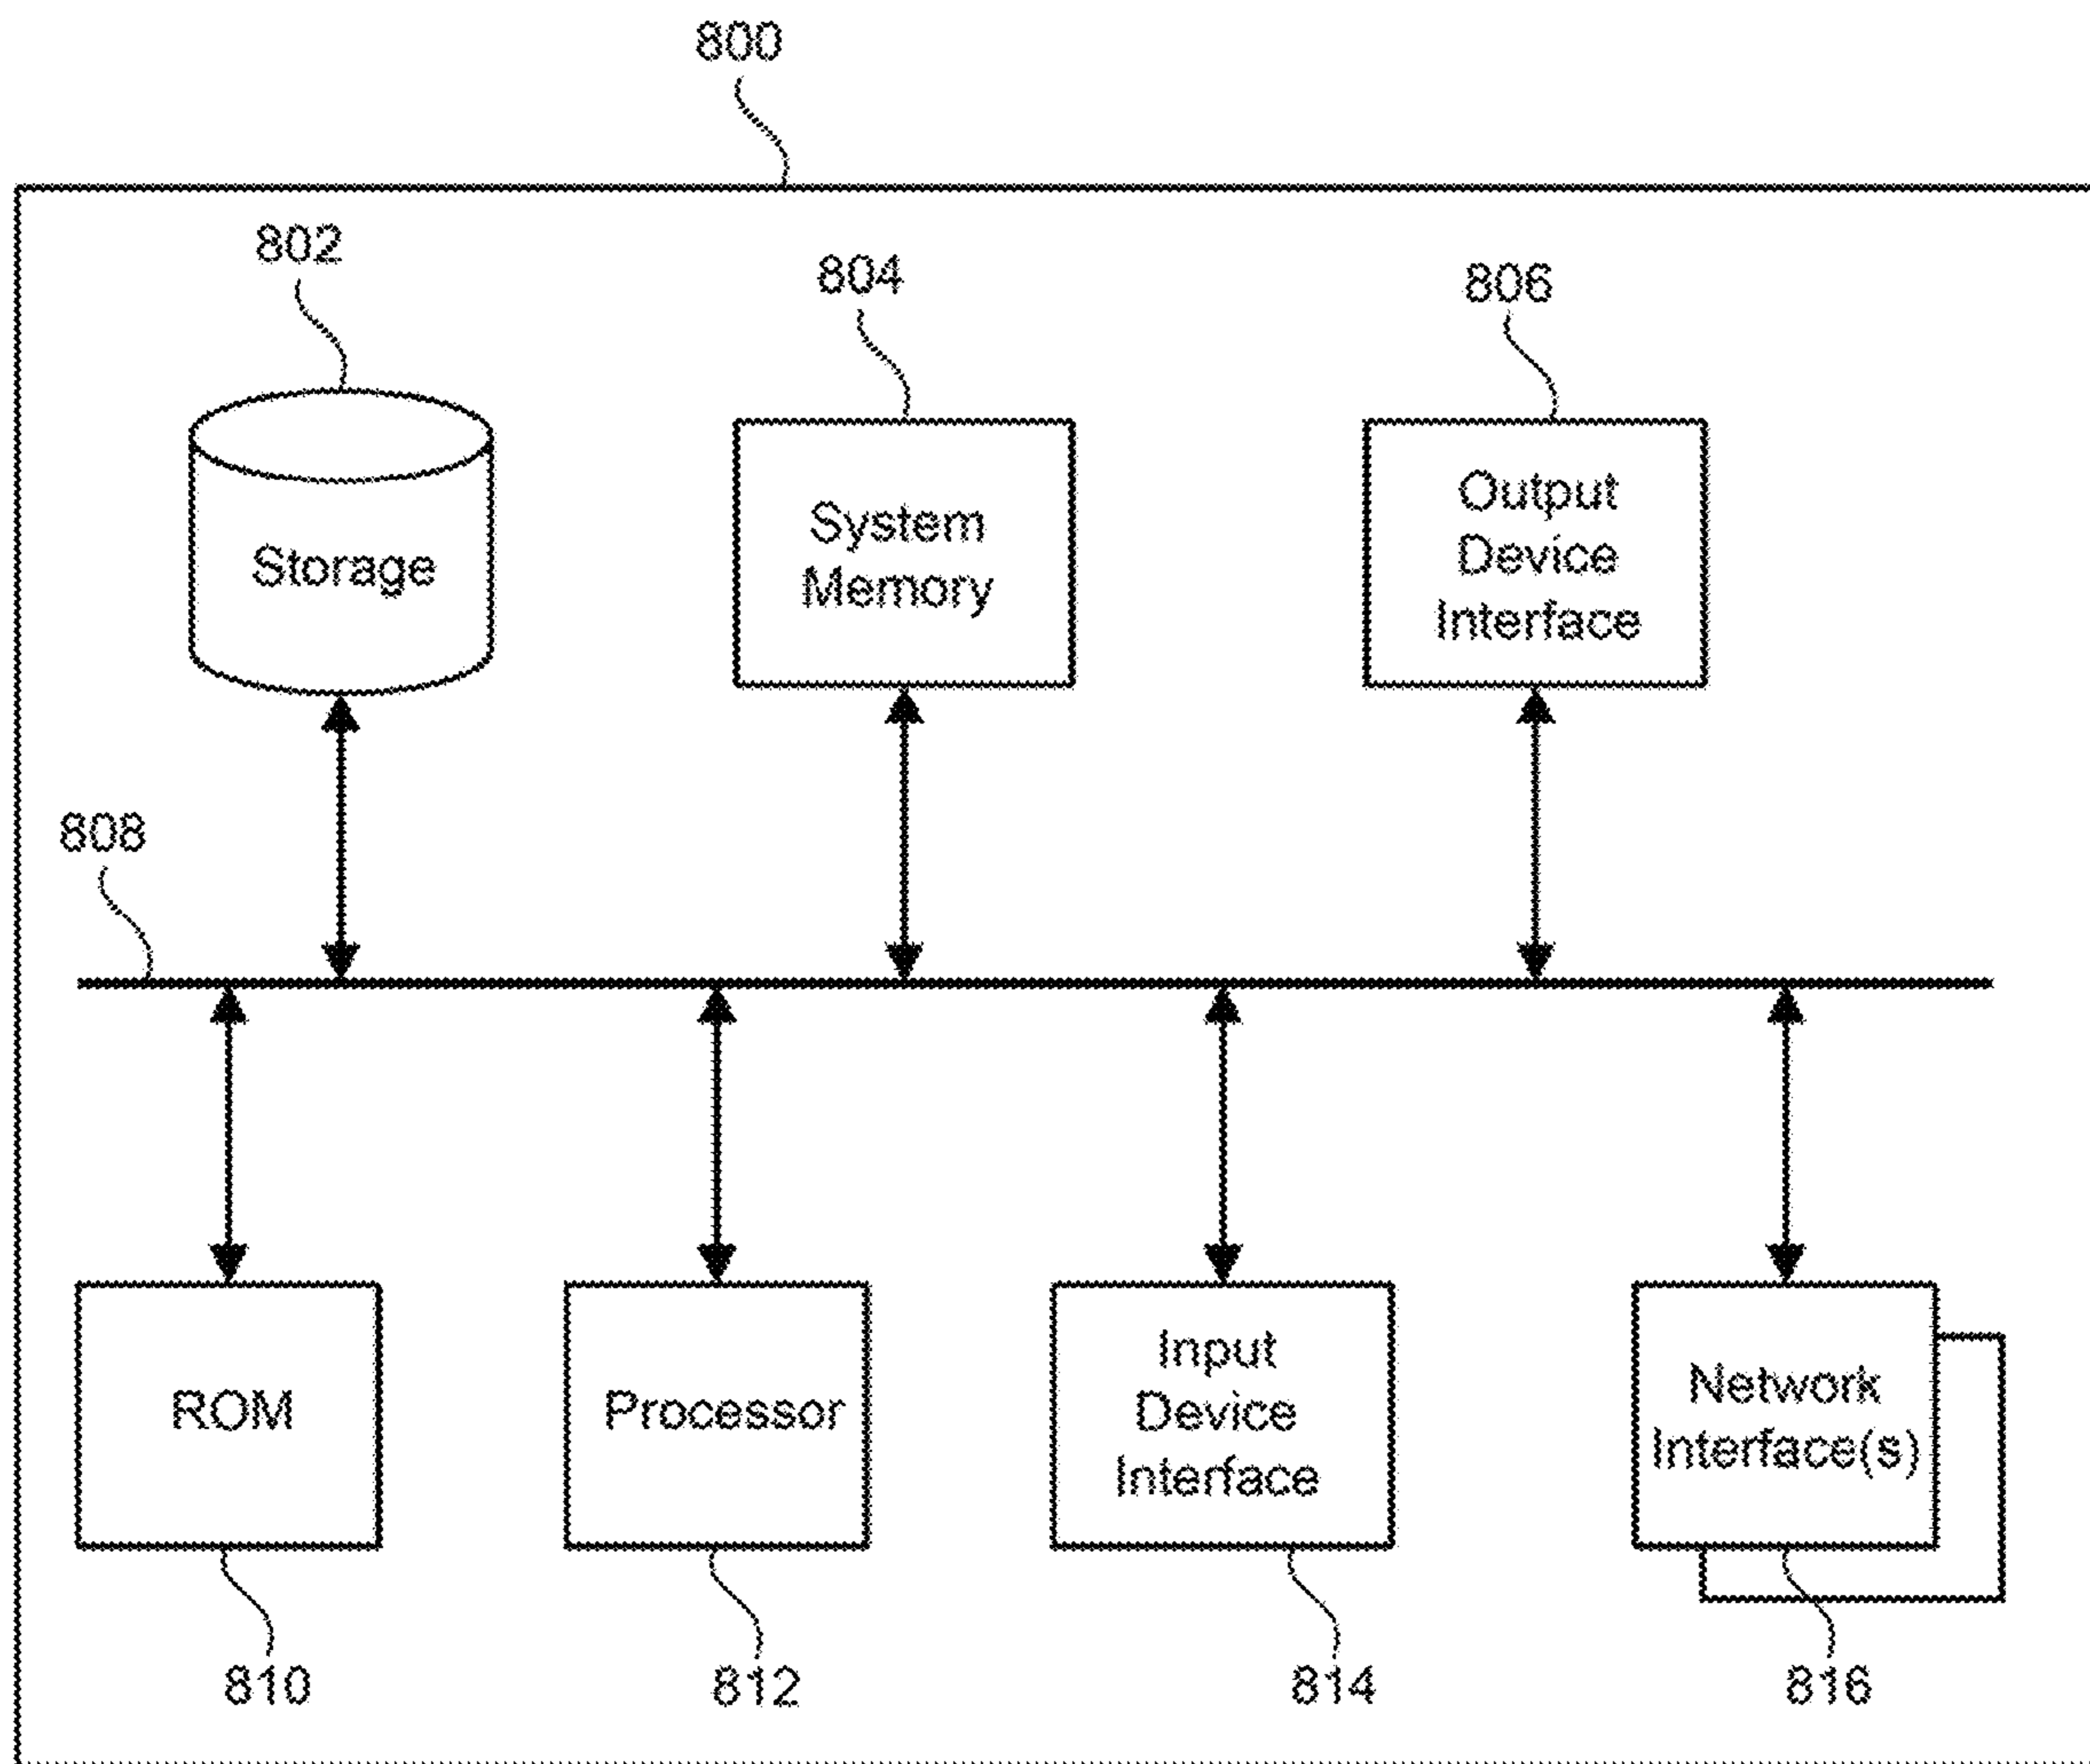 800
802
804
806
Storage
System
Memory
Output
Device
Interface
808
ROM
Processor
Input
Device
Interface
Network
Interface(s)
810
812
814
816